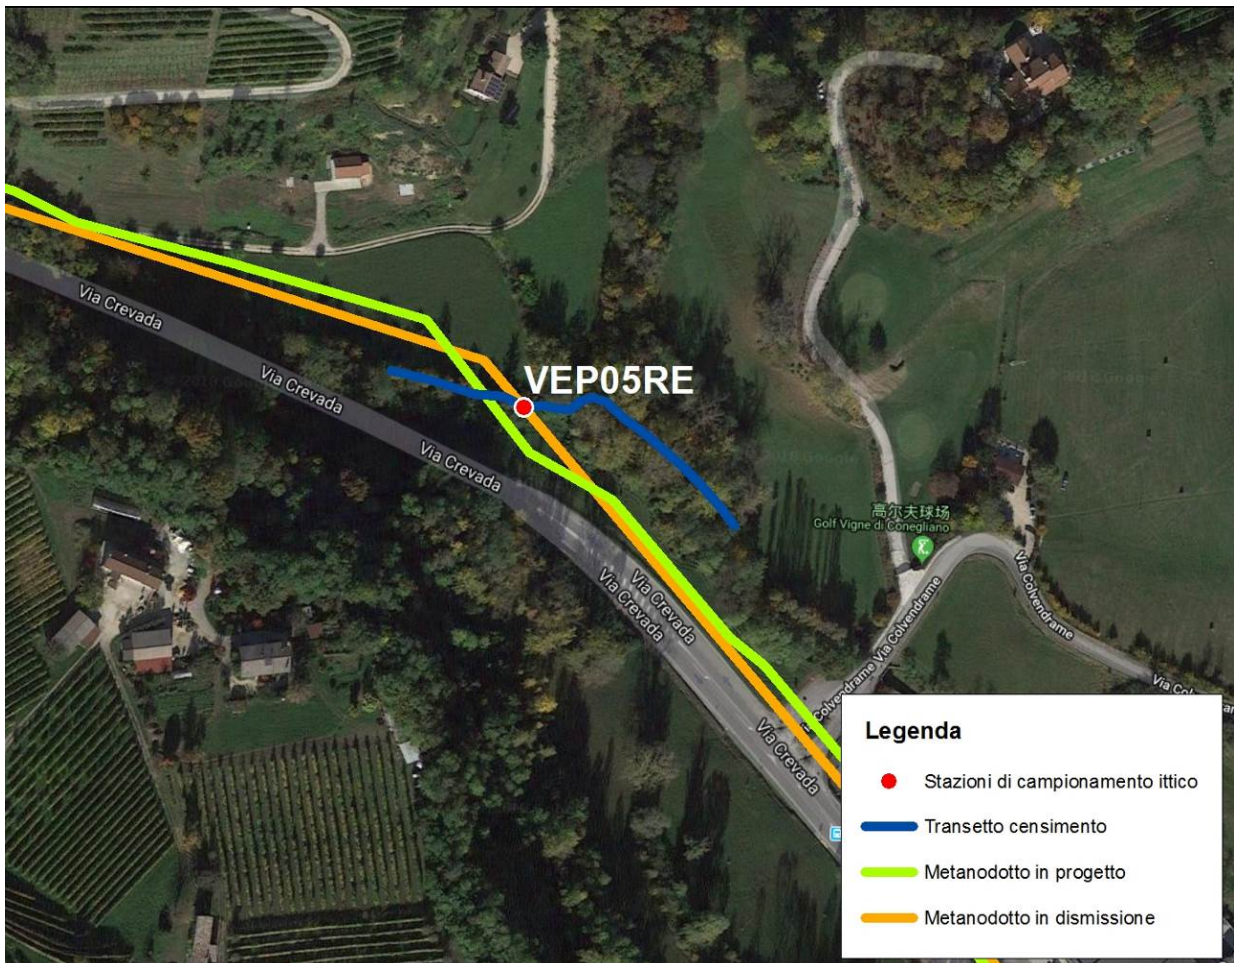 Via Crevada
Via Crevada
VEP05RE
Via Crevada
高尔夫球场
Golf Vigne di Conegliano
Via Crevada
Via Crevada
Via Colvendrame
Via Colvendrame
Colvendrame
Via Crevada
Legenda
Stazioni di campionamento ittico
Transetto censimento
Metanodotto in progetto
Metanodotto in dismissione